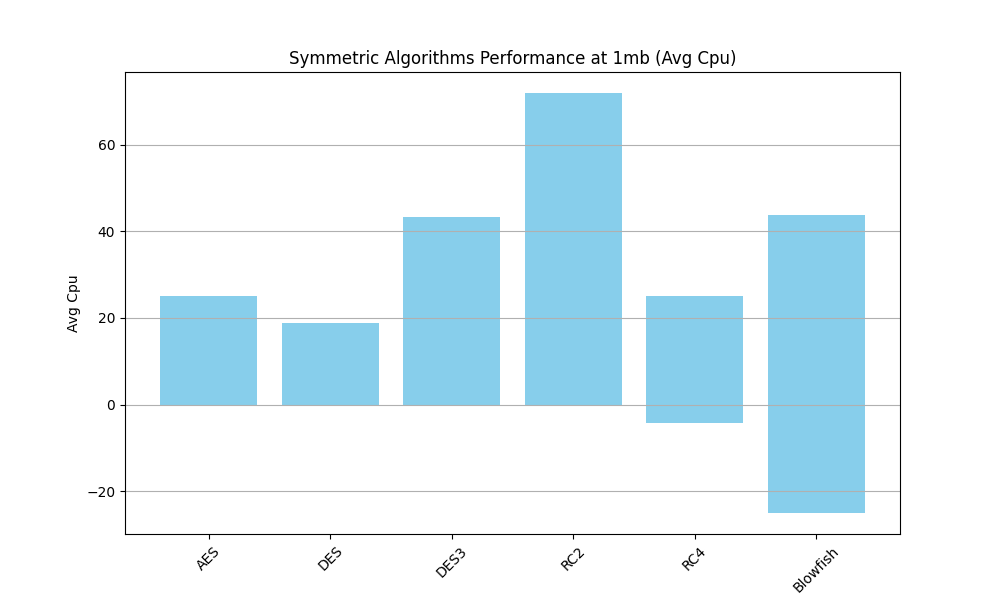 Symmetric Algorithms Performance at 1mb (Avg Cpu)
Avg Cpu
60
40
20
0
−20
AES
DES
DES3
RC2
RC4
Blowfish